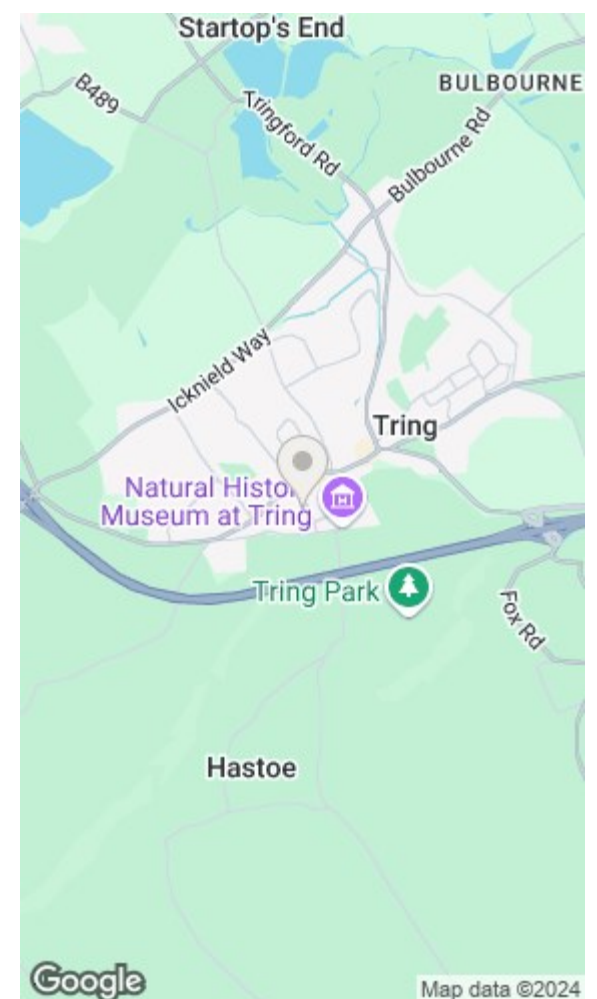 Startop's End
B489
BULBOURNE
Tringford Rd
Bulbourne Rd
Icknield Way
Tring
Natural Histor
Museum at Tring
Tring Park
Fox Rd
Hastoe
Google
Map data ©2024